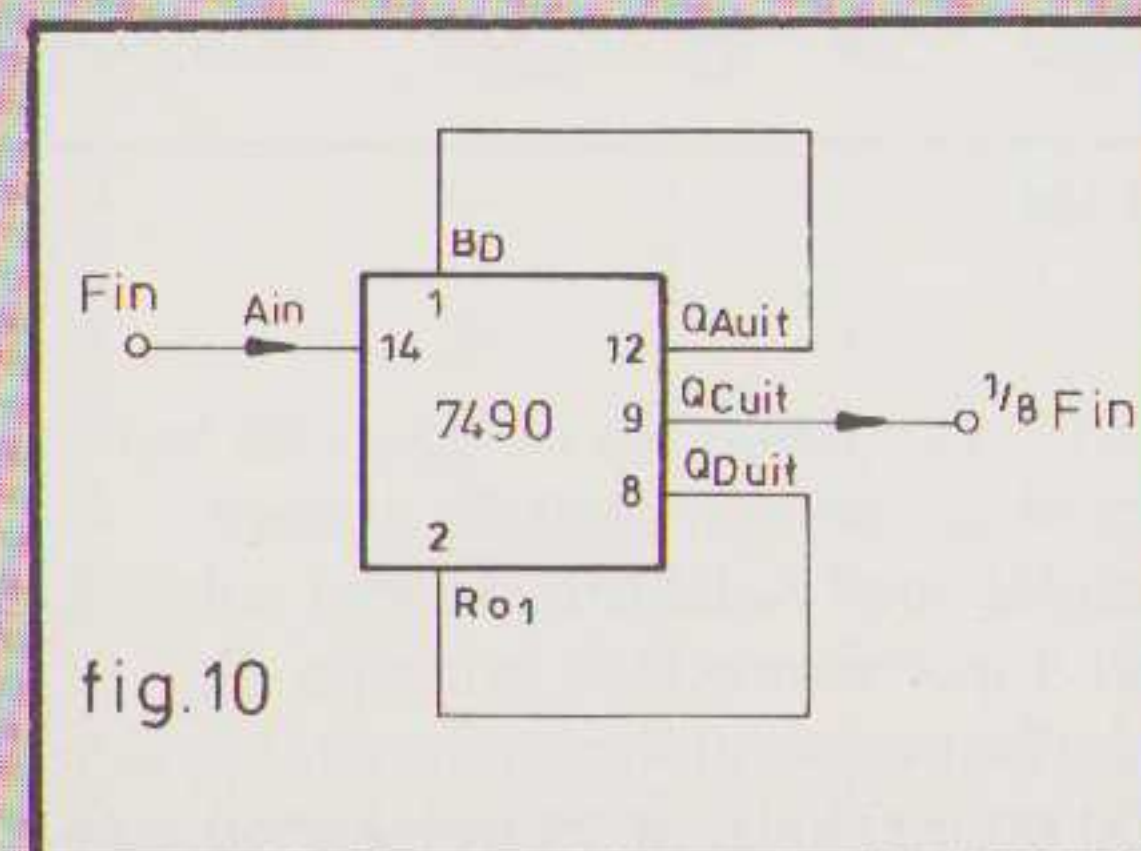 BD
Fin
Ain
1
QAuit
14
12
QCuit
1/8 Fin
7490
9
QDuit
8
2
Ro1
fig.10